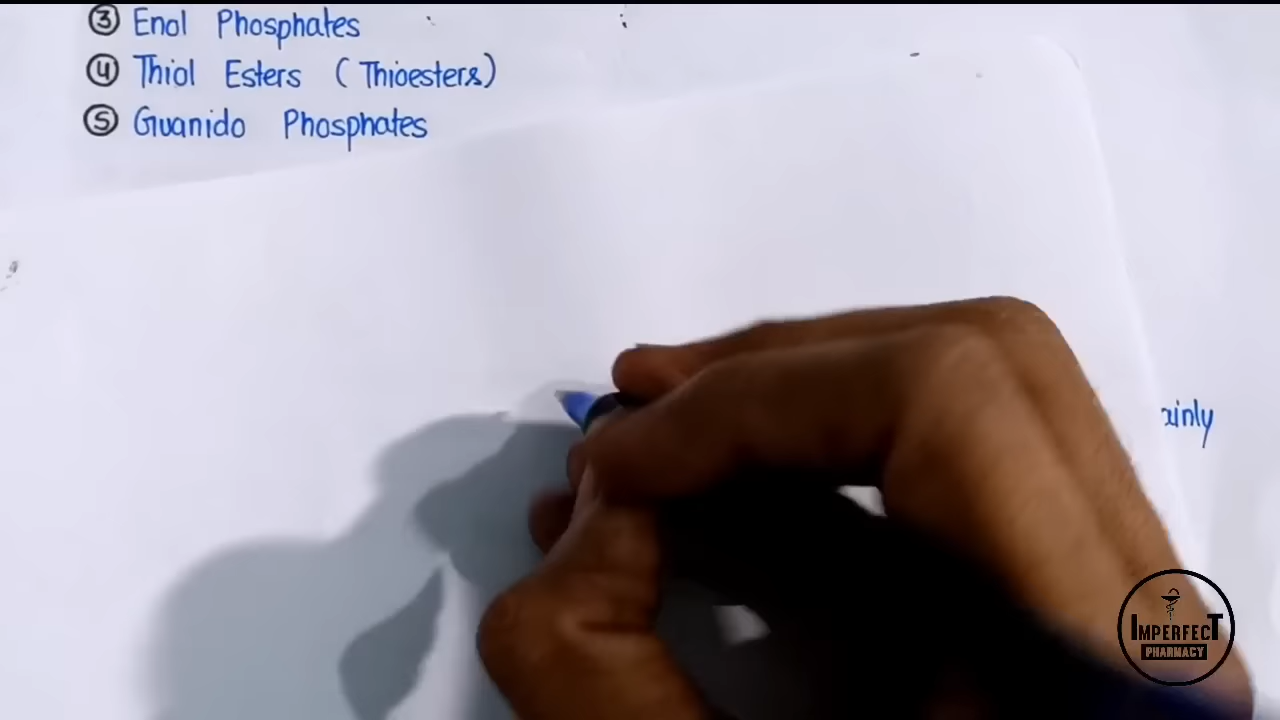 ③ Enol Phosphates
④ Thiol Esters (Thioesters)
⑤ Guanido Phosphates
IMPERFECT
PHARMACY